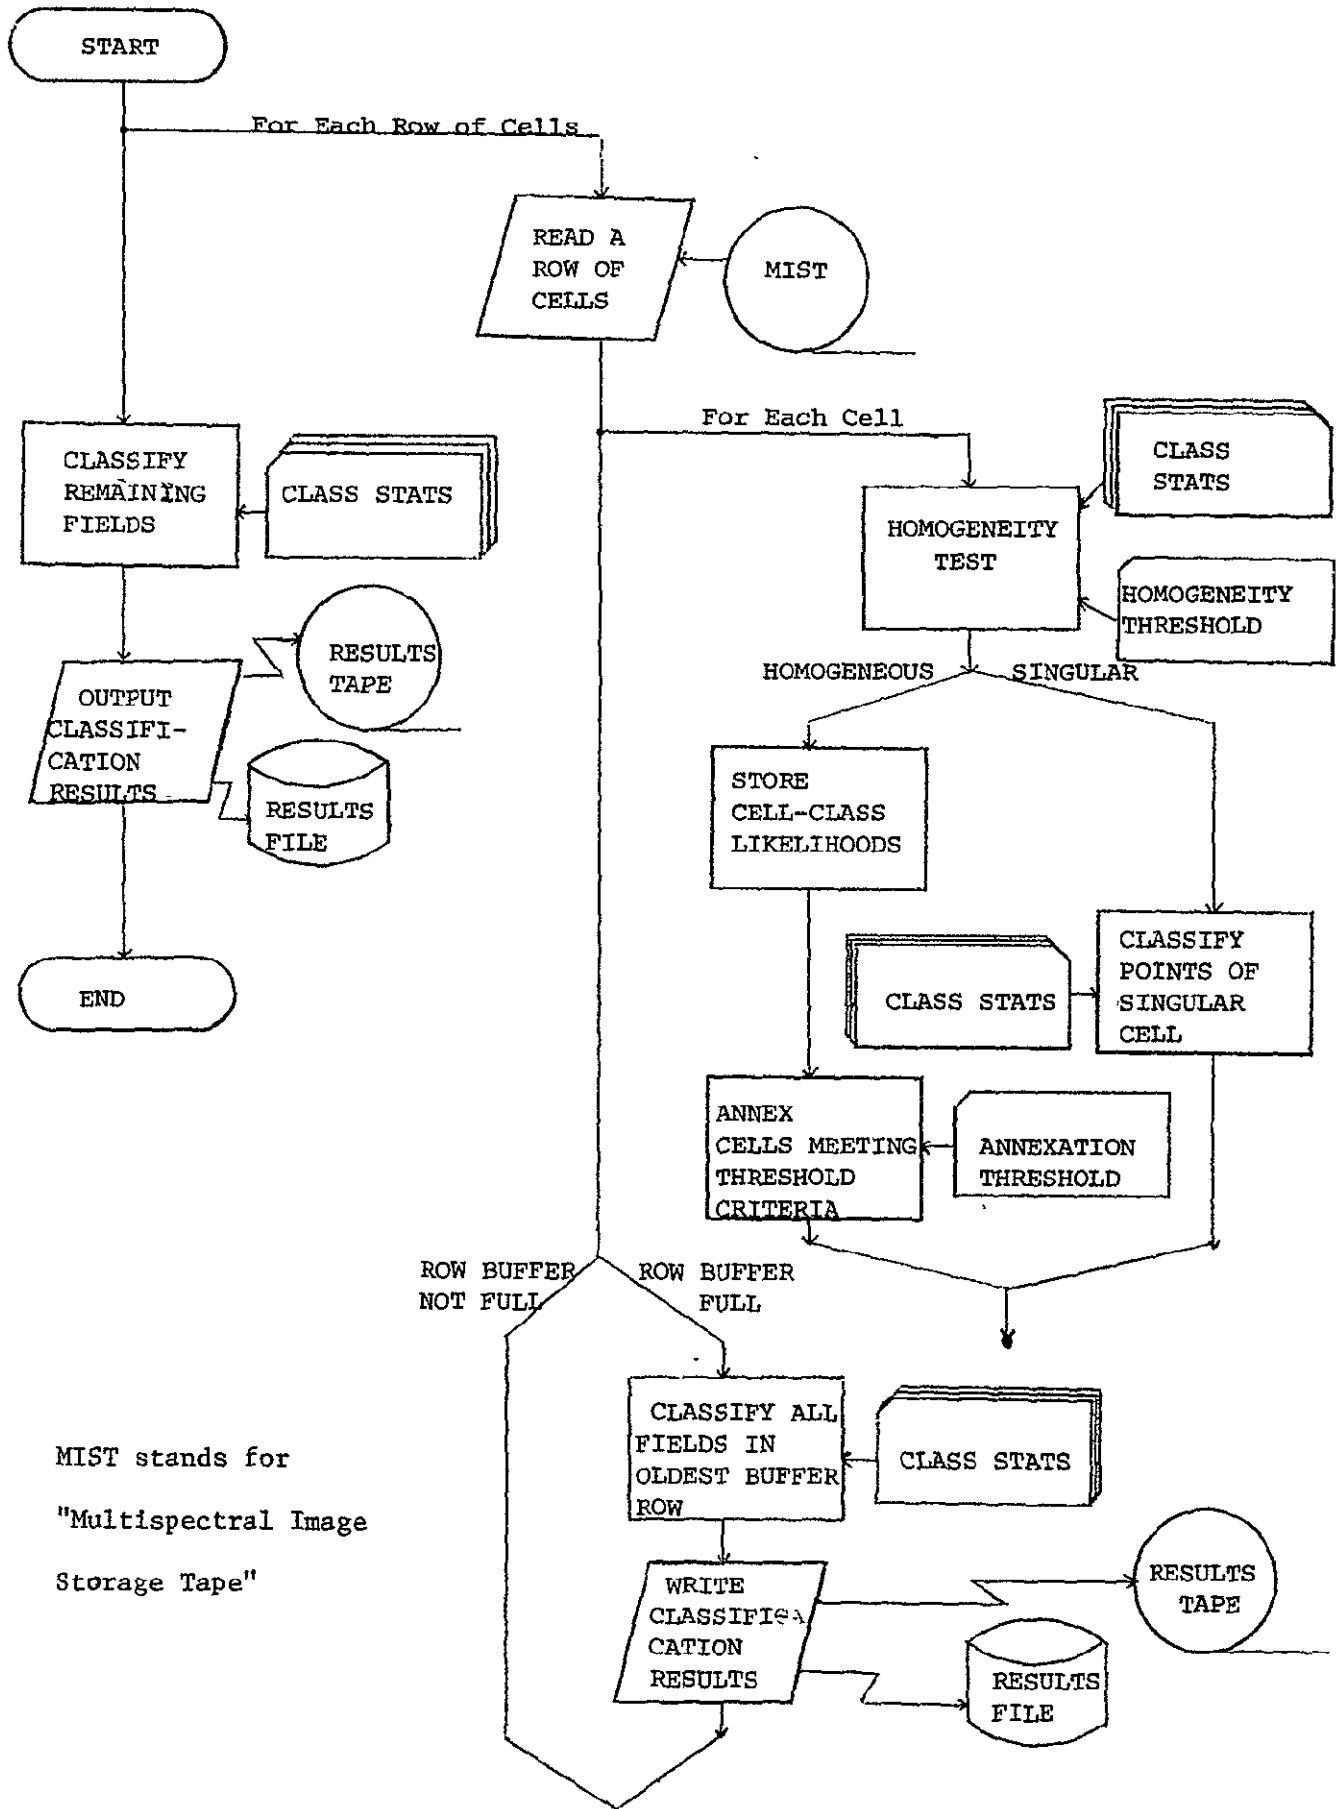 START
For Each Row of Cells
READ A
ROW OF
CELLS
MIST
For Each Cell
CLASS
STATS
CLASSIFY
REMAINING
FIELDS
CLASS STATS
HOMOGENEITY
TEST
HOMOGENEITY
THRESHOLD
HOMOGENEOUS
SINGULAR
RESULTS
TAPE
OUTPUT
CLASSIFI-
CATION
RESULTS
RESULTS
FILE
STORE
CELL-CLASS
LIKELIHOODS
CLASSIFY
POINTS OF
SINGULAR
CELL
CLASS STATS
END
ANNEX
CELLS MEETING
THRESHOLD
CRITERIA
ANNEXATION
THRESHOLD
ROW BUFFER
NOT FULL
ROW BUFFER
FULL
CLASSIFY ALL
FIELDS IN
OLDEST BUFFER
ROW
CLASS STATS
MIST stands for
"Multispectral Image
Storage Tape"
WRITE
CLASSIFICA
CATION
RESULTS
RESULTS
TAPE
RESULTS
FILE